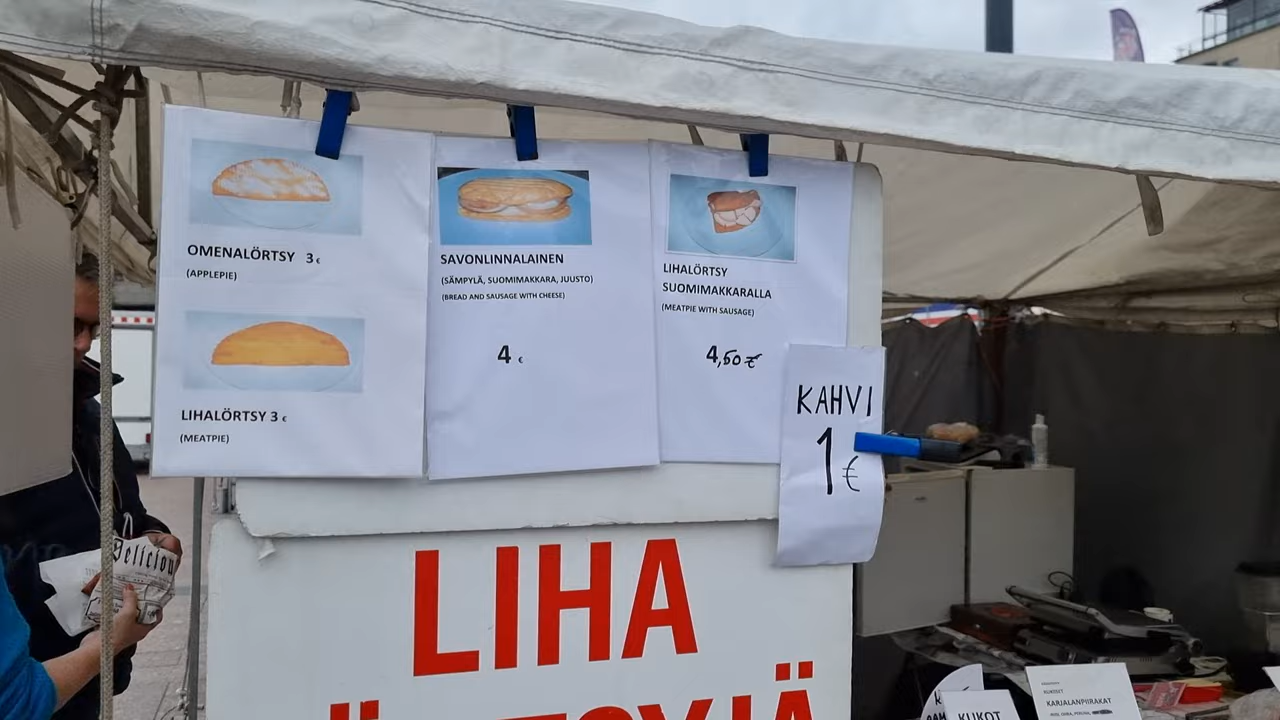 OMENALÖRTSY 3€
(APPLEPIE)
LIHALÖRTSY 3€
(MEATPIE)
SAVONLINNALAINEN
(SÄMPYLÄ, SUOMIMAKKARA, JUUSTO)
(BREAD AND SAUSAGE WITH CHEESE)
4 €
LIHALÖRTSY
SUOMIMAKKARALLA
(MEATPIE WITH SAUSAGE)
4,50€
KAHVI
1€
LIHA
Delicious
KUKOT
KARJALANPIIRAKAT